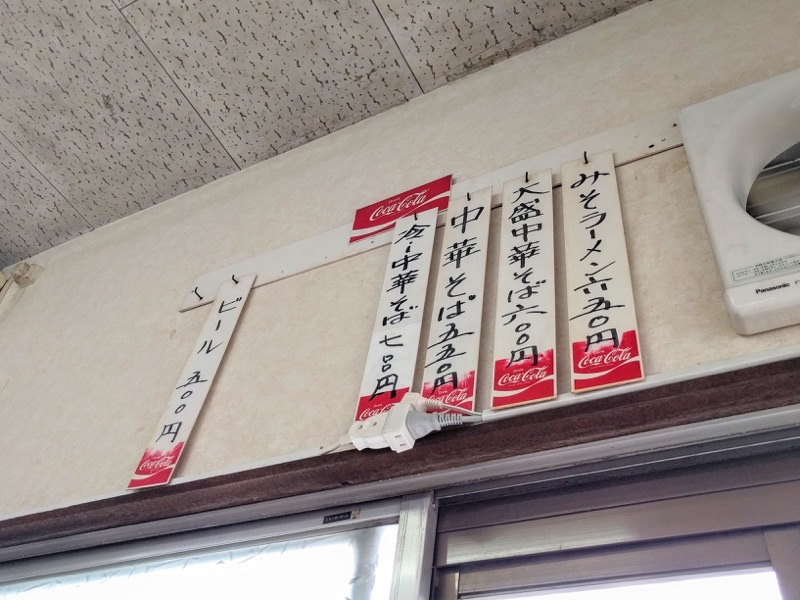 みそラーメン六五〇円
Coca-Cola
大盛中華そば六〇〇円
Coca-Cola
中華そば五五〇円
Coca-Cola
中華そば七〇〇円
Coca-Cola
Coca-Cola
ビール 五〇〇円
Coca-Cola
Panasonic